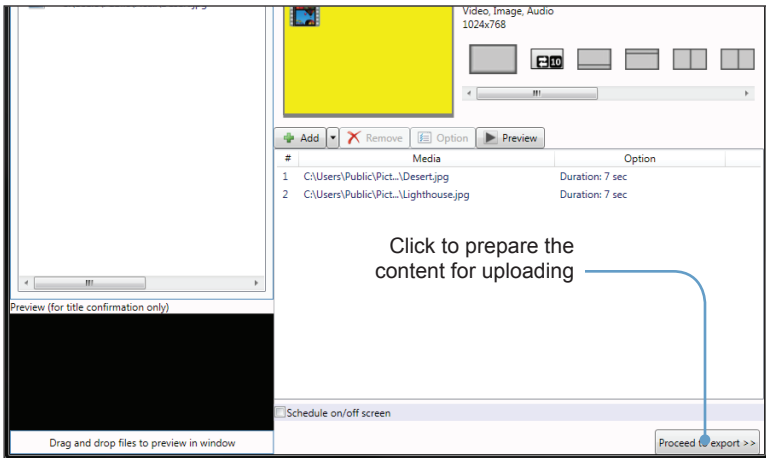 Video, Image, Audio
1024x768
10
Add
Remove
Option
Preview
# Media Option
1 C:\Users\Public\Pict...\Desert.jpg Duration: 7 sec
2 C:\Users\Public\Pict...\Lighthouse.jpg Duration: 7 sec
Click to prepare the
content for uploading
Preview (for title confirmation only)
Drag and drop files to preview in window
Schedule on/off screen
Proceed to export >>